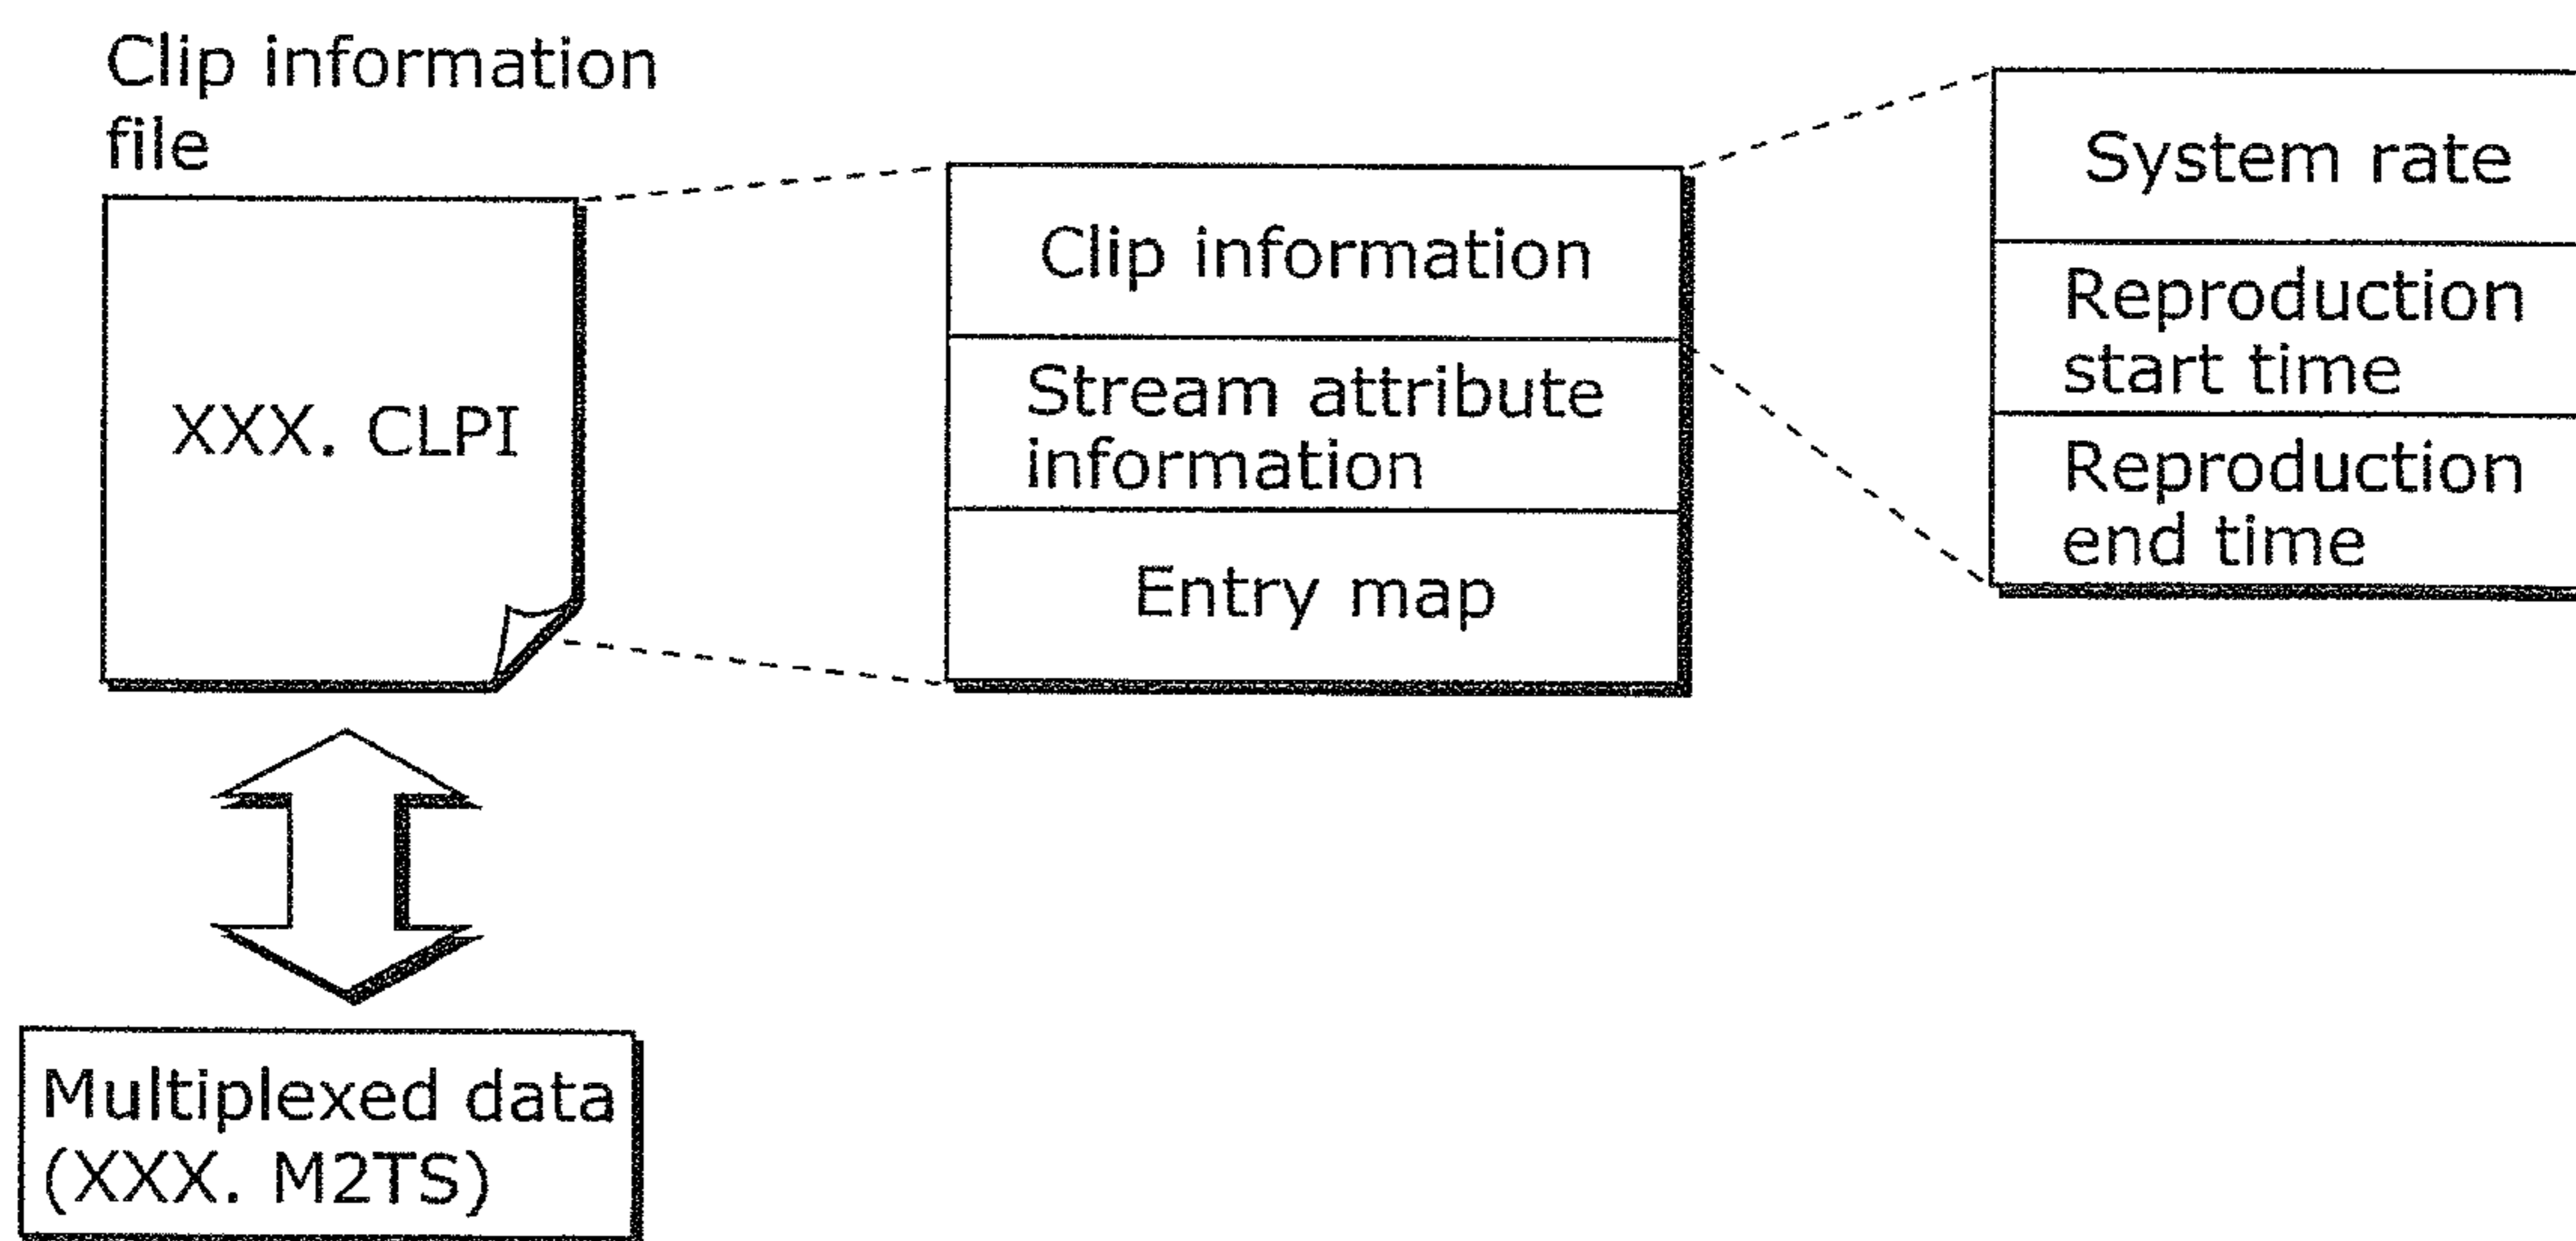 Clip information
file
XXX. CLPI
Clip information
Stream attribute
information
Entry map
System rate
Reproduction
start time
Reproduction
end time
Multiplexed data
(XXX. M2TS)